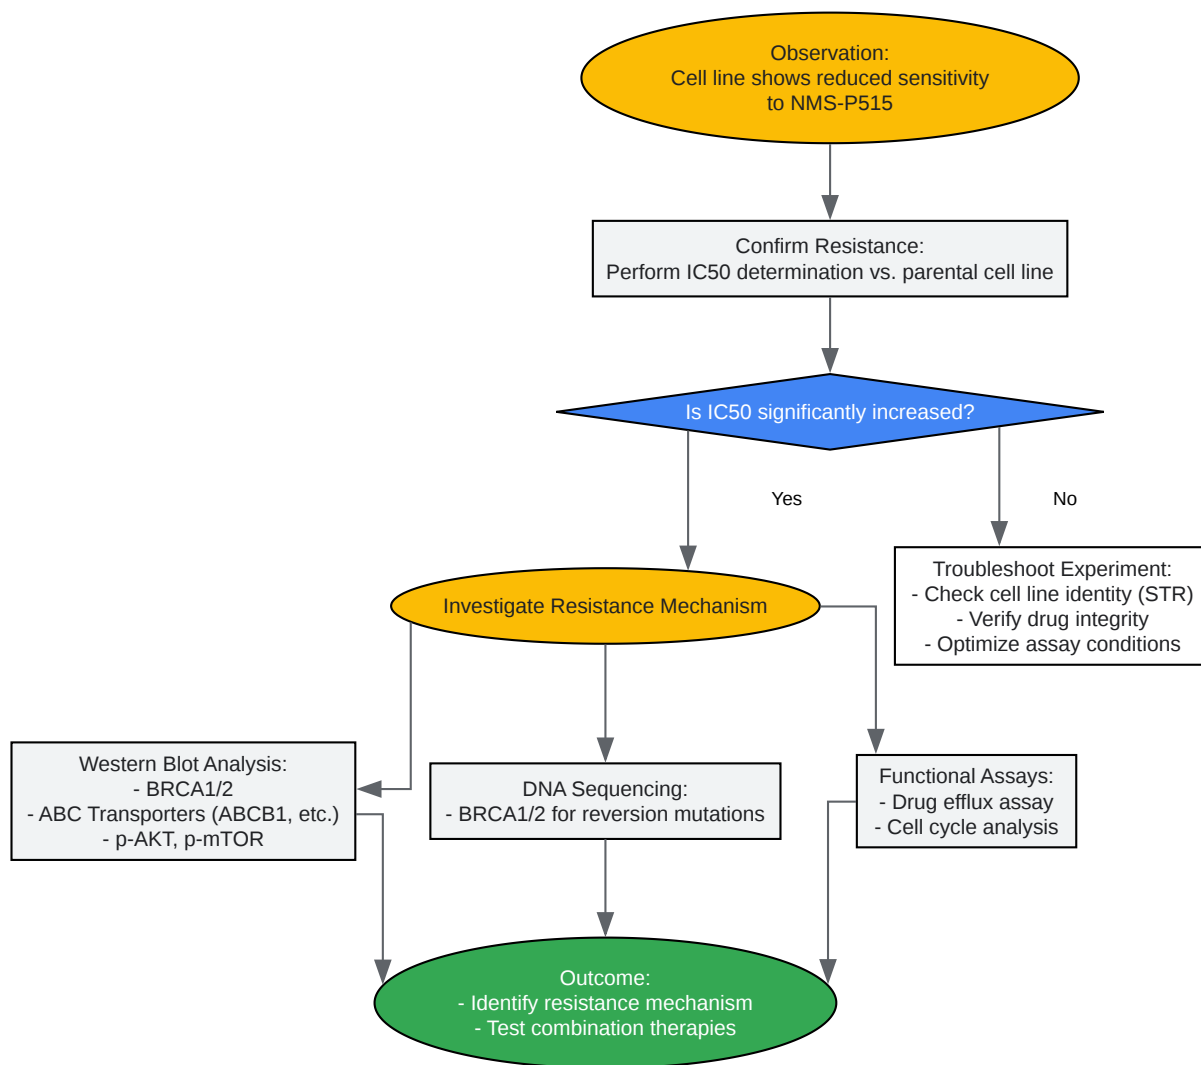 Observation:
Cell line shows reduced sensitivity
to NMS-P515
Confirm Resistance:
Perform IC50 determination vs. parental cell line
Is IC50 significantly increased?
Yes
No
Troubleshoot Experiment:
- Check cell line identity (STR)
- Verify drug integrity
- Optimize assay conditions
Investigate Resistance Mechanism
Western Blot Analysis:
- BRCA1/2
- ABC Transporters (ABCB1, etc.)
- p-AKT, p-mTOR
DNA Sequencing:
- BRCA1/2 for reversion mutations
Functional Assays:
- Drug efflux assay
- Cell cycle analysis
Outcome:
- Identify resistance mechanism
- Test combination therapies